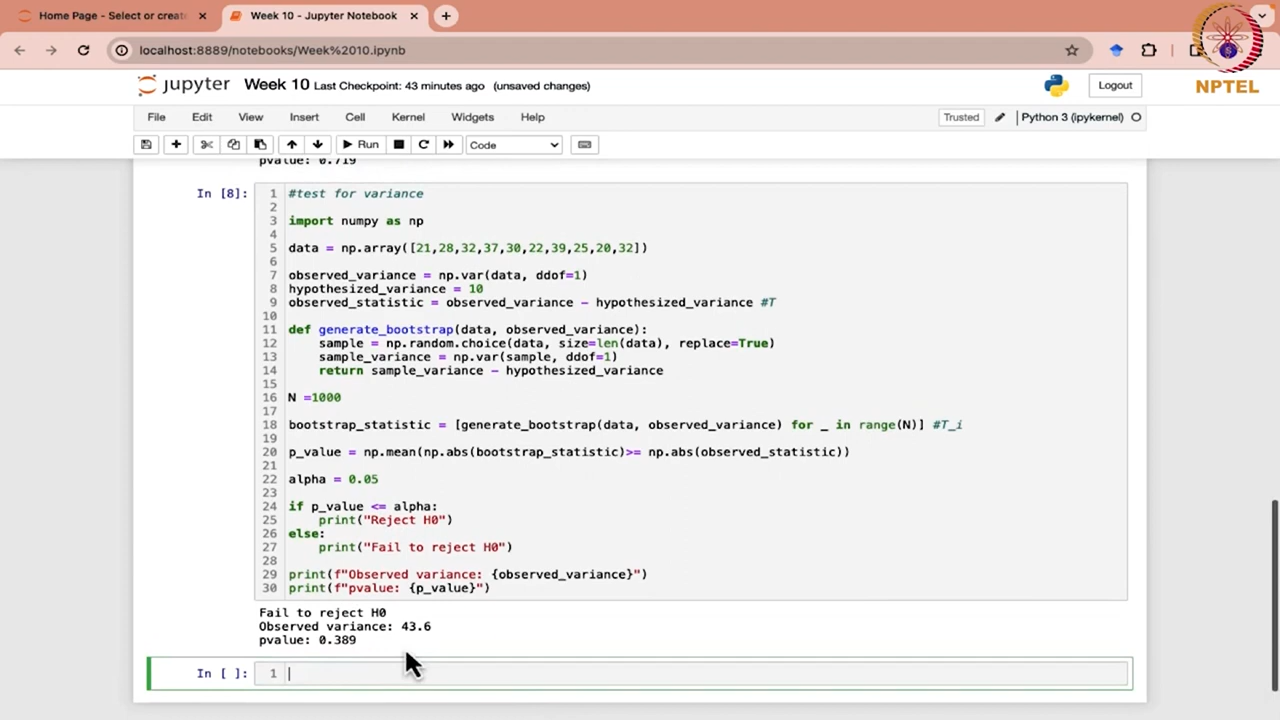 Home Page - Select or creat
Week 10 - Jupyter Notebook
localhost:8889/notebooks/Week%2010.ipynb
NPTEL
jupyter Week 10 Last Checkpoint: 43 minutes ago (unsaved changes)
Logout
File Edit View Insert Cell Kernel Widgets Help
Trusted Python 3 (ipykernel)
Run Code
pvalue: 0.719
In [8]:
1 #test for variance
2
3 import numpy as np
4
5 data = np.array([21,28,32,37,30,22,39,25,20,32])
6
7 observed_variance = np.var(data, ddof=1)
8 hypothesized_variance = 10
9 observed_statistic = observed_variance - hypothesized_variance #T
10
11 def generate_bootstrap(data, observed_variance):
12 sample = np.random.choice(data, size=len(data), replace=True)
13 sample_variance = np.var(sample, ddof=1)
14 return sample_variance - hypothesized_variance
15
16 N =1000
17
18 bootstrap_statistic = [generate_bootstrap(data, observed_variance) for _ in range(N)] #T_i
19
20 p_value = np.mean(np.abs(bootstrap_statistic)>= np.abs(observed_statistic))
21
22 alpha = 0.05
23
24 if p_value <= alpha:
25 print("Reject H0")
26 else:
27 print("Fail to reject H0")
28
29 print(f"Observed variance: {observed_variance}")
30 print(f"pvalue: {p_value}")
Fail to reject H0
Observed variance: 43.6
pvalue: 0.389
In [ ]: 1